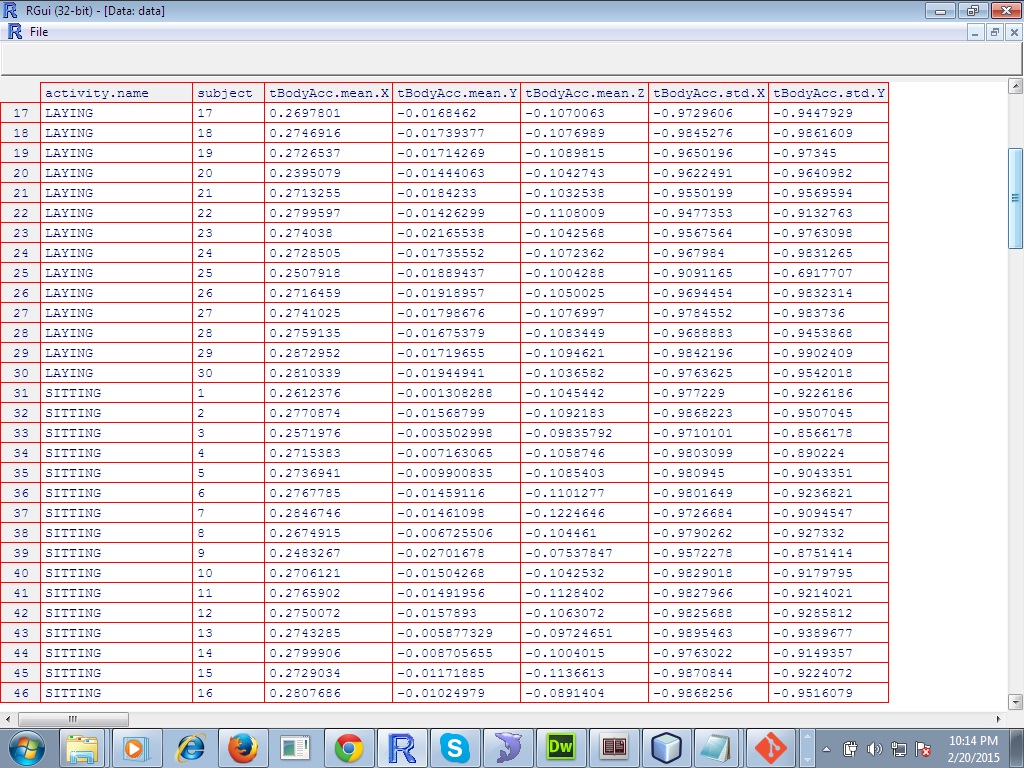 RGui (32-bit) - [Data: data]
File
activity.name subject tBodyAcc.mean.X tBodyAcc.mean.Y tBodyAcc.mean.Z tBodyAcc.std.X tBodyAcc.std.Y
17 LAYING 17 0.2697801 -0.0168462 -0.1070063 -0.9729606 -0.9447929
18 LAYING 18 0.2746916 -0.01739377 -0.1076989 -0.9845276 -0.9861609
19 LAYING 19 0.2726537 -0.01714269 -0.1089815 -0.9650196 -0.97345
20 LAYING 20 0.2395079 -0.01444063 -0.1042743 -0.9622491 -0.9640982
21 LAYING 21 0.2713255 -0.0184233 -0.1032538 -0.9550199 -0.9569594
22 LAYING 22 0.2799597 -0.01426299 -0.1108009 -0.9477353 -0.9132763
23 LAYING 23 0.274038 -0.02165538 -0.1042568 -0.9567564 -0.9763098
24 LAYING 24 0.2728505 -0.01735552 -0.1072362 -0.967984 -0.9831265
25 LAYING 25 0.2507918 -0.01889437 -0.1004288 -0.9091165 -0.6917707
26 LAYING 26 0.2716459 -0.01918957 -0.1050025 -0.9694454 -0.9832314
27 LAYING 27 0.2741025 -0.01798676 -0.1076997 -0.9784552 -0.983736
28 LAYING 28 0.2759135 -0.01675379 -0.1083449 -0.9688883 -0.9453868
29 LAYING 29 0.2872952 -0.01719655 -0.1094621 -0.9842196 -0.9902409
30 LAYING 30 0.2810339 -0.01944941 -0.1036582 -0.9763625 -0.9542018
31 SITTING 1 0.2612376 -0.001308288 -0.1045442 -0.977229 -0.9226186
32 SITTING 2 0.2770874 -0.01568799 -0.1092183 -0.9868223 -0.9507045
33 SITTING 3 0.2571976 -0.003502998 -0.09835792 -0.9710101 -0.8566178
34 SITTING 4 0.2715383 -0.007163065 -0.1058746 -0.9803099 -0.890224
35 SITTING 5 0.2736941 -0.009900835 -0.1085403 -0.980945 -0.9043351
36 SITTING 6 0.2767785 -0.01459116 -0.1101277 -0.9801649 -0.9236821
37 SITTING 7 0.2846746 -0.01461098 -0.1224646 -0.9726684 -0.9094547
38 SITTING 8 0.2674915 -0.006725506 -0.104461 -0.9790262 -0.927332
39 SITTING 9 0.2483267 -0.02701678 -0.07537847 -0.9572278 -0.8751414
40 SITTING 10 0.2706121 -0.01504268 -0.1042532 -0.9829018 -0.9179795
41 SITTING 11 0.2765902 -0.01491956 -0.1128402 -0.9827966 -0.9214021
42 SITTING 12 0.2750072 -0.0157893 -0.1063072 -0.9825688 -0.9285812
43 SITTING 13 0.2743285 -0.005877329 -0.09724651 -0.9895463 -0.9389677
44 SITTING 14 0.2799906 -0.008705655 -0.1004015 -0.9763022 -0.9149357
45 SITTING 15 0.2729034 -0.01171885 -0.1136613 -0.9870844 -0.9224072
46 SITTING 16 0.2807686 -0.01024979 -0.0891404 -0.9868256 -0.9516079
Dw
10:14 PM
2/20/2015